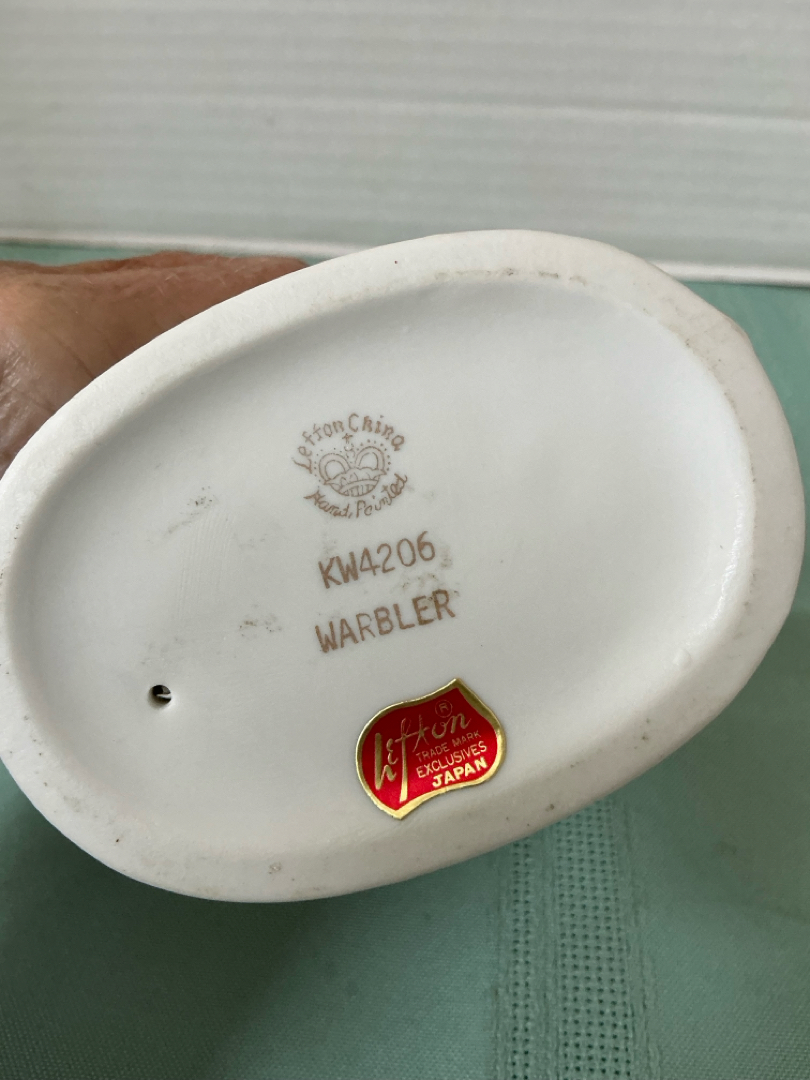 Lefton China
Hand Painted
KW4206
WARBLER
Lefton ®
TRADE MARK
EXCLUSIVES
JAPAN